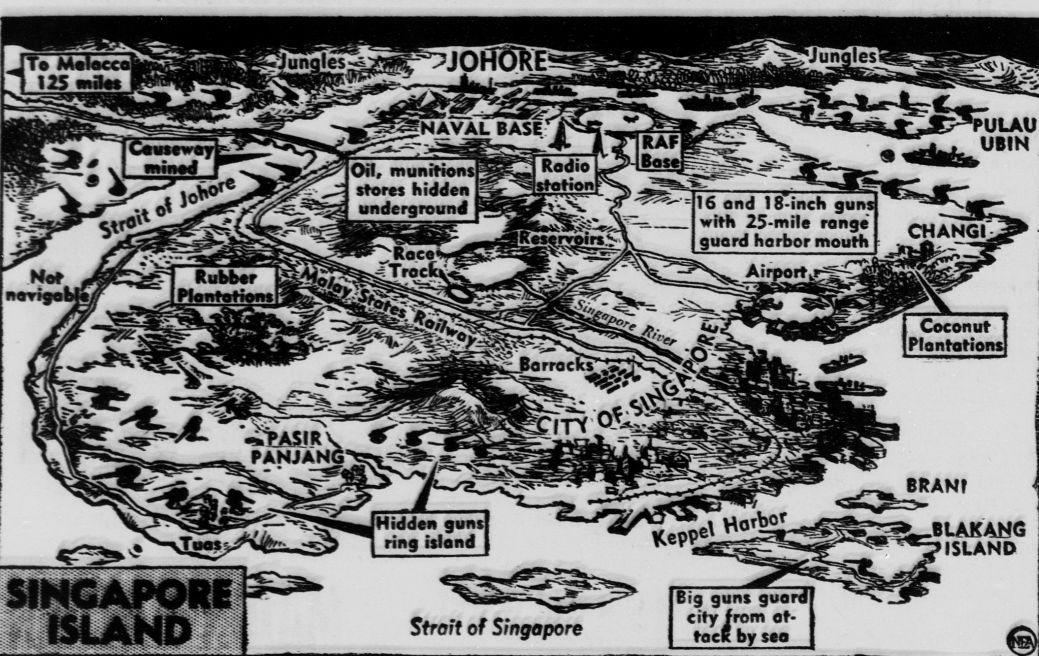 To Malacca
125 miles
Jungles
JOHORE
Jungles
NAVAL BASE
RAF
Base
PULAU
UBIN
Causeway
mined
Oil, munitions
stores hidden
underground
Radio
station
Strait of Johore
16 and 18-inch guns
with 25-mile range
guard harbor mouth
CHANGI
Reservoirs
Race
Track
Airport
Not
navigable
Rubber
Plantations
Malay States Railway
Singapore River
Coconut
Plantations
Barracks
CITY OF SINGAPORE
PASIR
PANJANG
BRANI
Hidden guns
ring island
Keppel Harbor
BLAKANG
ISLAND
Tuas
SINGAPORE
ISLAND
Strait of Singapore
Big guns guard
city from at-
tack by sea
NEA